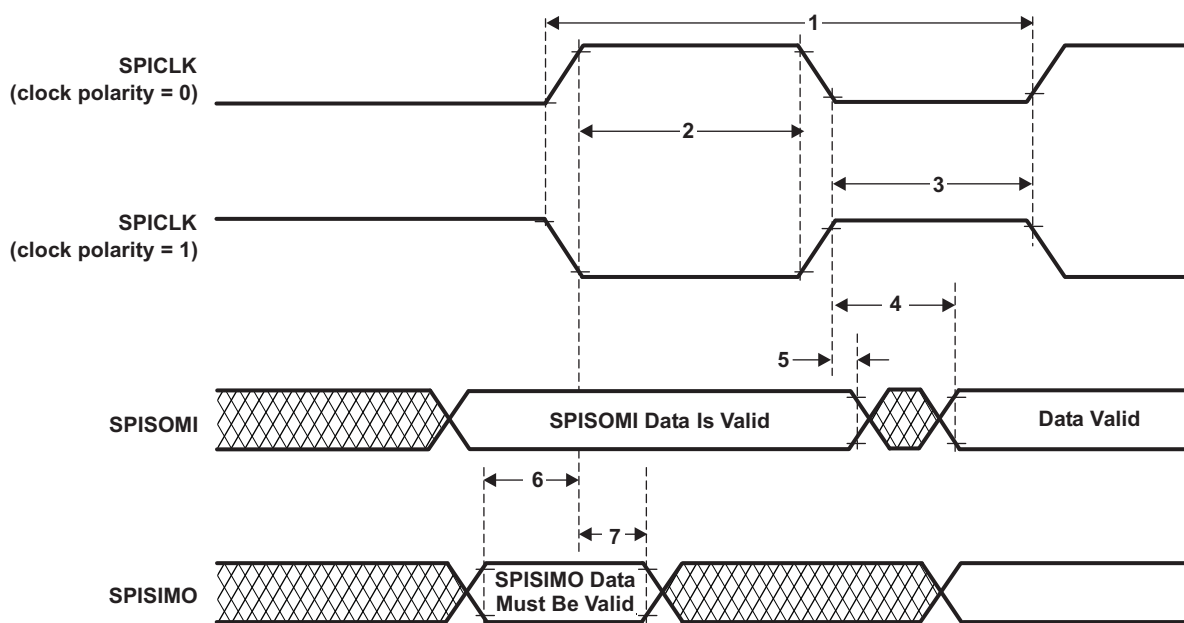 1
SPICLK
(clock polarity = 0)
2
3
SPICLK
(clock polarity = 1)
4
5
SPISOMI
SPISOMI Data Is Valid
Data Valid
6
7
SPISIMO
SPISIMO Data
Must Be Valid